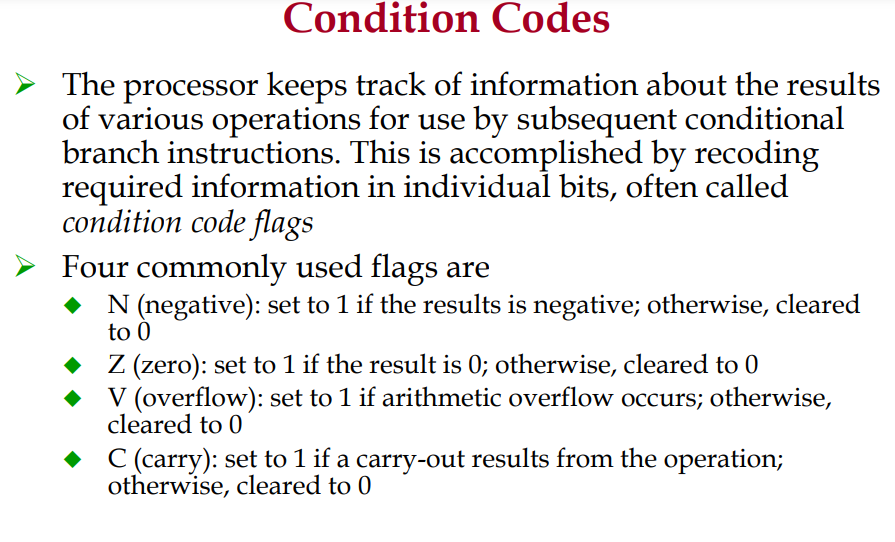 Condition Codes
The processor keeps track of information about the results
of various operations for use by subsequent conditional
branch instructions. This is accomplished by recoding
required information in individual bits, often called
condition code flags
Four commonly used flags are
N (negative): set to 1 if the results is negative; otherwise, cleared
to 0
Z (zero): set to 1 if the result is 0; otherwise, cleared to 0
V (overflow): set to 1 if arithmetic overflow occurs; otherwise,
cleared to 0
C (carry): set to 1 if a carry-out results from the operation;
otherwise, cleared to 0